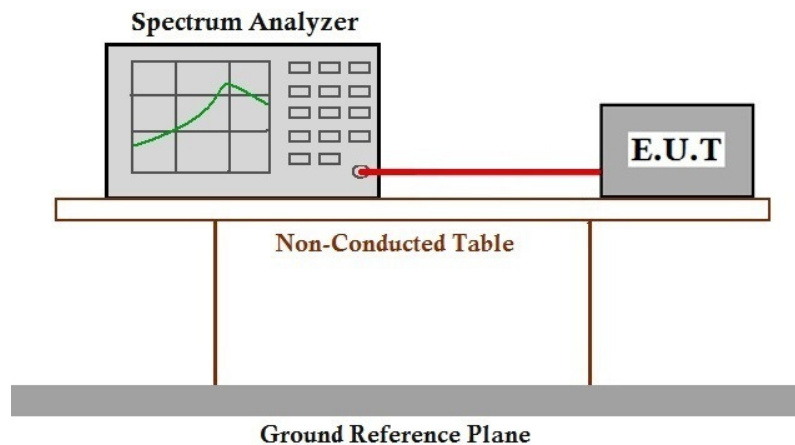 Spectrum Analyzer
E.U.T
Non-Conducted Table
Ground Reference Plane